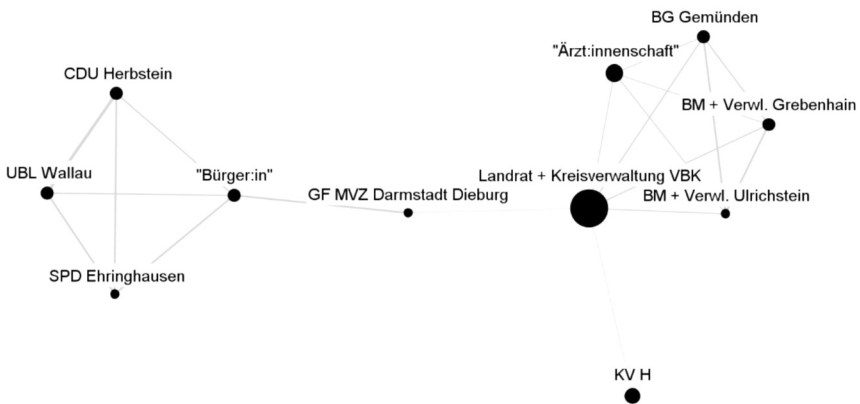 BG Gemünden
"Ärzt:innenschaft"
CDU Herbstein
BM + Verwl. Grebenhain
UBL Wallau
"Bürger:in"
Landrat + Kreisverwaltung VBK
GF MVZ Darmstadt Dieburg
BM + Verwl. Ulrichstein
SPD Ehringhausen
KV H